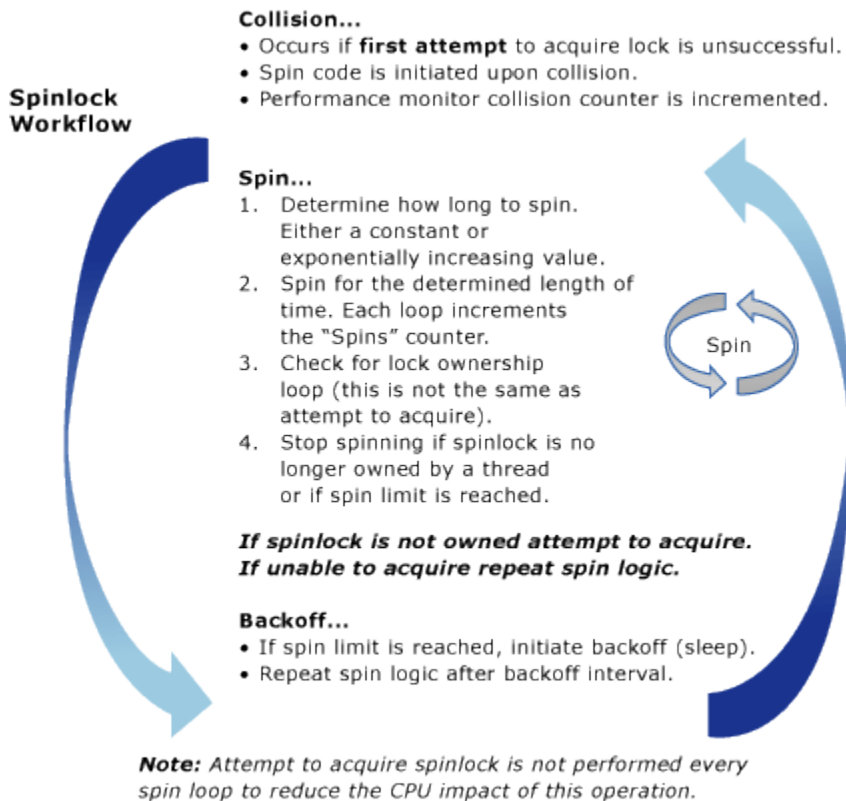 Collision...
• Occurs if first attempt to acquire lock is unsuccessful.
• Spin code is initiated upon collision.
• Performance monitor collision counter is incremented.
Spinlock
Workflow
Spin...
1. Determine how long to spin.
Either a constant or
exponentially increasing value.
2. Spin for the determined length of
time. Each loop increments
the “Spins” counter.
3. Check for lock ownership
loop (this is not the same as
attempt to acquire).
4. Stop spinning if spinlock is no
longer owned by a thread
or if spin limit is reached.
Spin
If spinlock is not owned attempt to acquire.
If unable to acquire repeat spin logic.
Backoff...
• If spin limit is reached, initiate backoff (sleep).
• Repeat spin logic after backoff interval.
Note: Attempt to acquire spinlock is not performed every
spin loop to reduce the CPU impact of this operation.